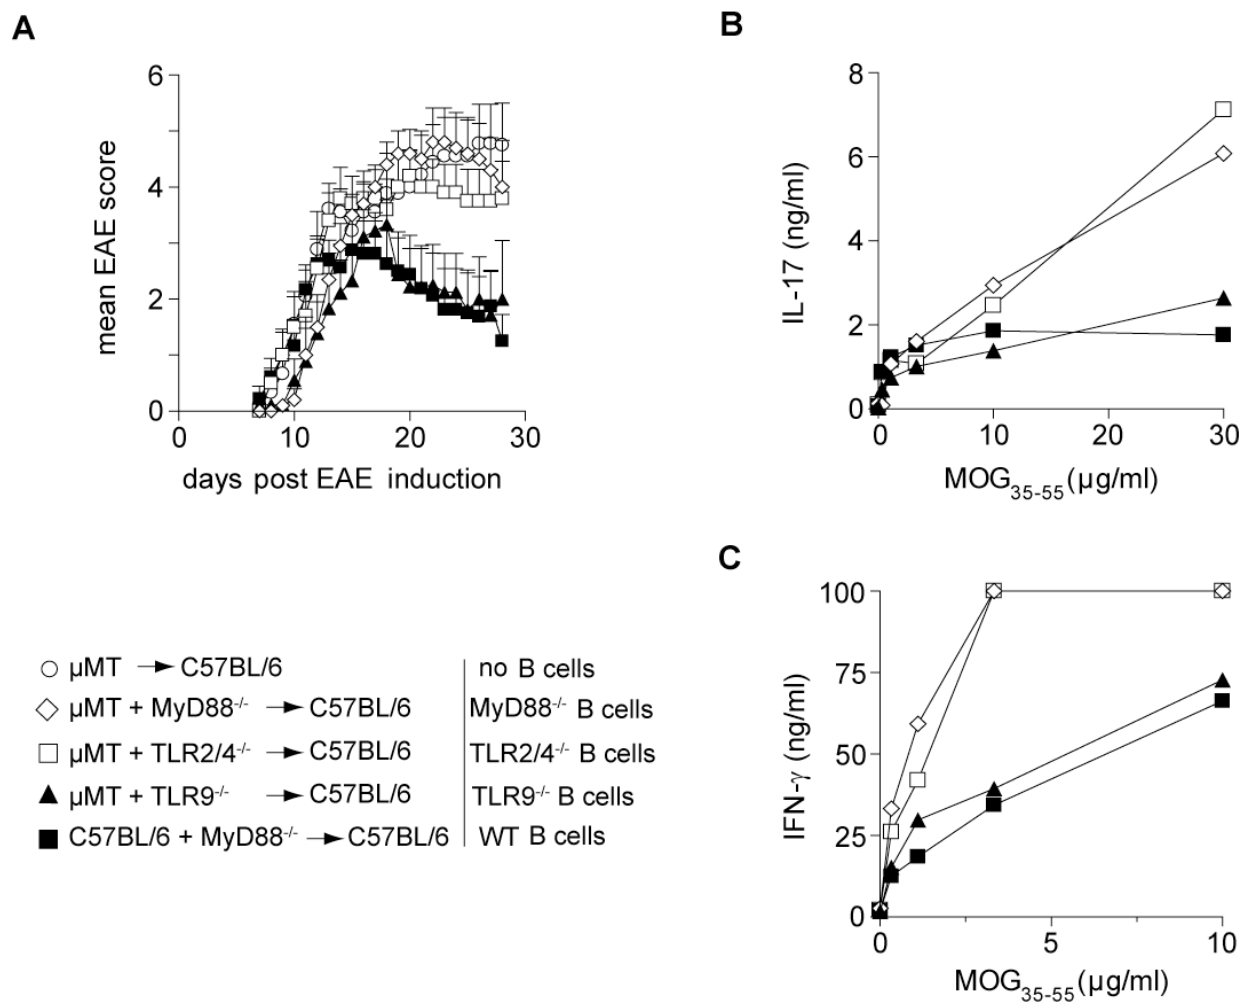 A
6
4
2
0
0 10 20 30
mean EAE score
days post EAE induction
B
8
6
4
2
0
0 10 20 30
IL-17 (ng/ml)
MOG35-55 (µg/ml)
C
100
75
50
25
0
0 5 10
IFN-γ (ng/ml)
MOG35-55 (µg/ml)
µMT → C57BL/6 no B cells
µMT + MyD88-/- → C57BL/6 MyD88-/- B cells
µMT + TLR2/4-/- → C57BL/6 TLR2/4-/- B cells
µMT + TLR9-/- → C57BL/6 TLR9-/- B cells
C57BL/6 + MyD88-/- → C57BL/6 WT B cells